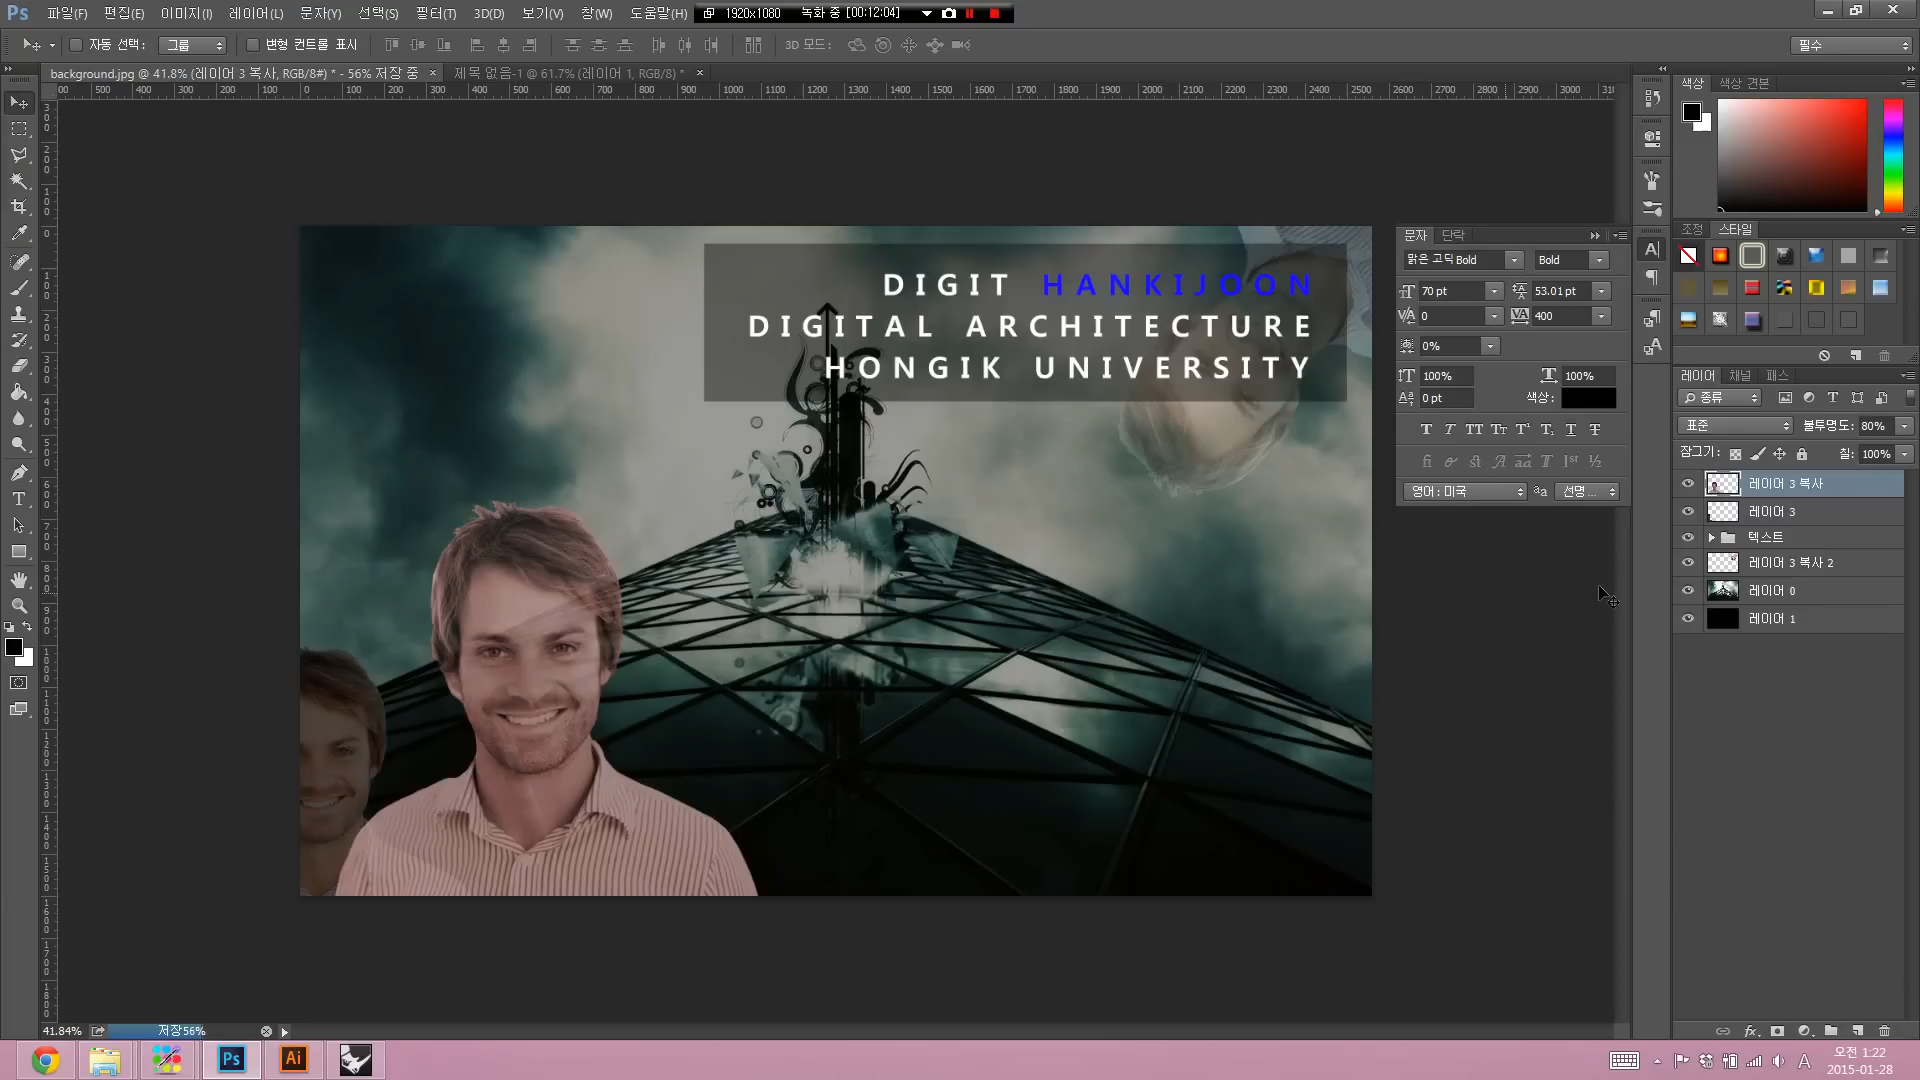 Ps 파일(F) 편집(E) 이미지(I) 레이어(L) 문자(Y) 선택(S) 필터(T) 3D(D) 보기(V) 창(W) 도움말(H) 1920x1080 녹화 중 [00:12:04]
자동 선택: 그룹 변형 컨트롤 표시 3D 모드: 필수
background.jpg @ 41.8% (레이어 3 복사, RGB/8#) * - 56% 저장 중 × 제목 없음-1 @ 61.7% (레이어 1, RGB/8) * ×
색상 색상 견본
조정 스타일
DIGIT HANKIJOON
DIGITAL ARCHITECTURE
HONGIK UNIVERSITY
문자 단락
맑은 고딕Bold Bold
70 pt 53.01 pt
0 400
0%
100% 100%
0 pt 색상:
영어: 미국 aa 선명...
레이어 채널 패스
종류
표준 불투명도: 80%
잠그기: 칠: 100%
레이어 3 복사
레이어 3
텍스트
레이어 3 복사 2
레이어 0
레이어 1
41.84% 저장56%
Ps Ai A 오전 1:22
2015-01-28